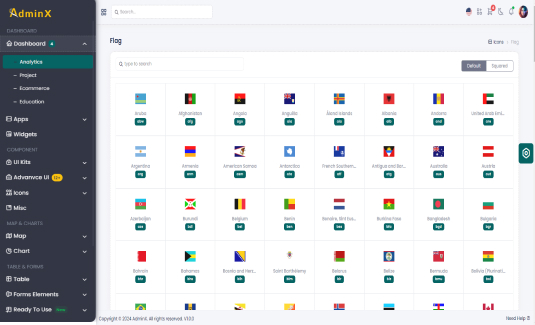 AdminX
DASHBOARD
Dashboard 4
Analytics
Project
Ecommerce
Education
Apps
Widgets
COMPONENT
UI Kits
Advance UI
Icons
Misc
MAP & CHARTS
Map
Chart
TABLE & FORMS
Table
Forms Elements
Ready To Use
Search..
Flag
Icons
Flag
Type to search
Default Squared
Aruba Afghanistan Angola Anguilla Åland Islands Albania Andorra United Arab Emi...
abw afg ago aia ala alb and are
Argentina Armenia American Samoa Antarctica French Southern... Antigua and Bar... Australia Austria
arg arm asm ata atf atg aus aut
Azerbaijan Burundi Belgium Benin Bonaire, Sint Eus... Burkina Faso Bangladesh Bulgaria
aze bdi bel ben bes bfa bgd bgr
Bahrain Bahamas Bosnia and Herz... Saint Barthélemy Belarus Belize Bermuda Bolivia (Plurinati...
bhr bhs bih blm blr blz bmu bol
Copyright © 2024 AdminX. All rights reserved. V1.0.0
Need Help